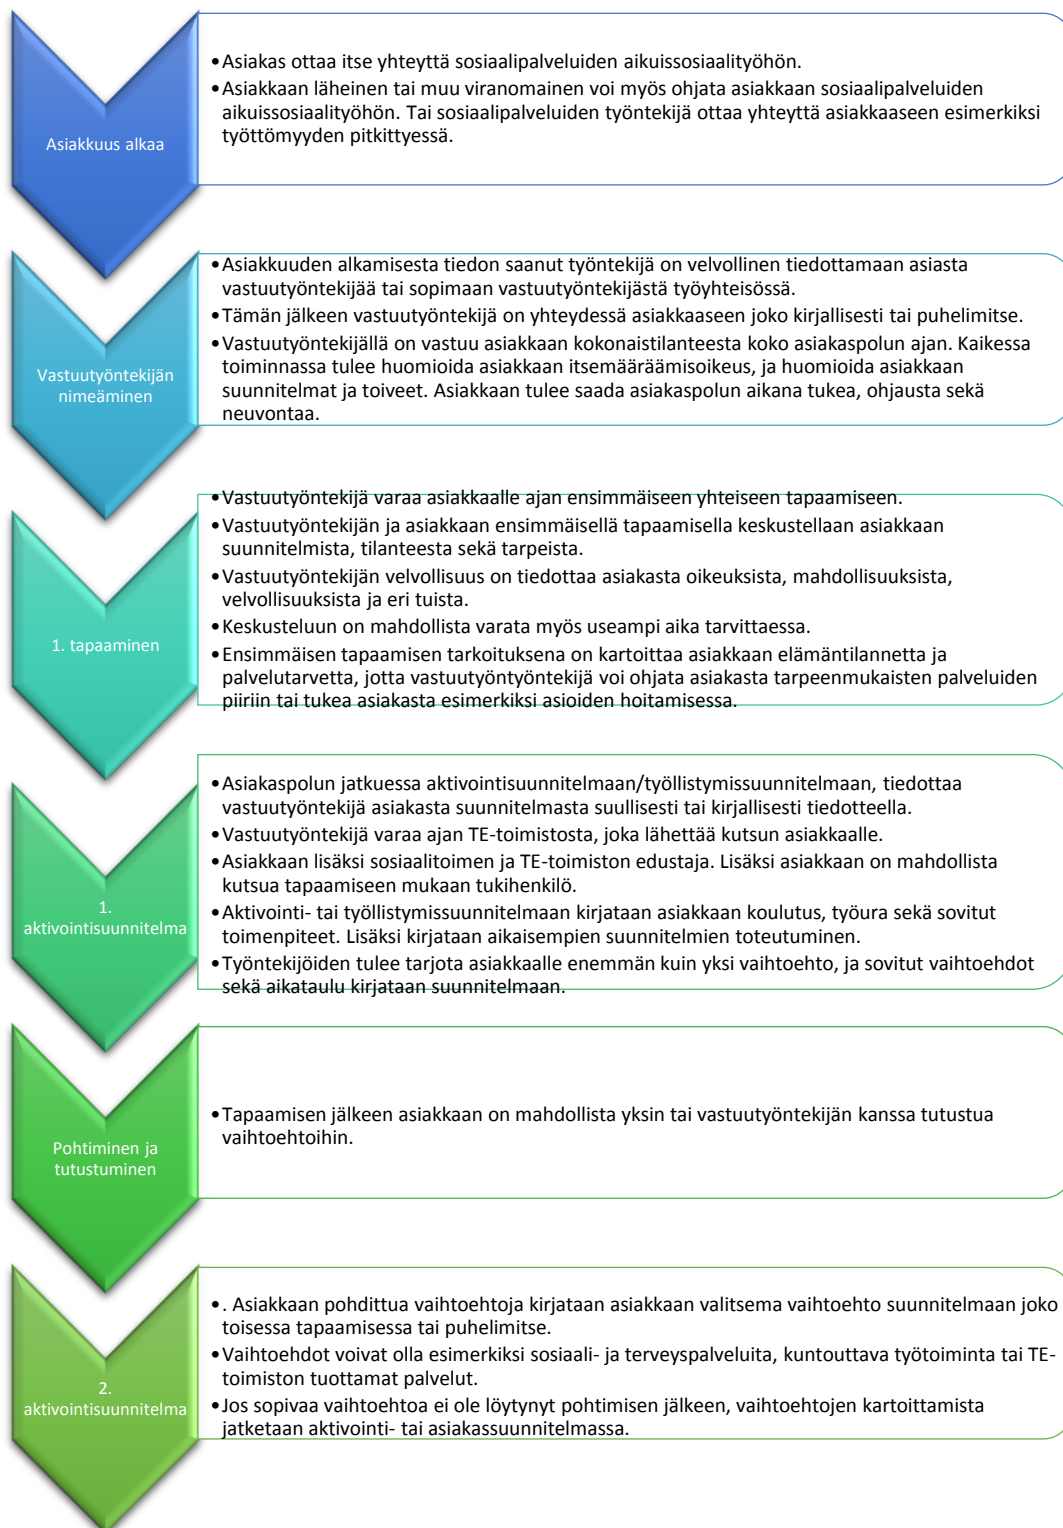 Asiakkuus alkaa
•Asiakas ottaa itse yhteyttä sosiaalipalveluiden aikuissosiaalityöhön.
•Asiakkaan läheinen tai muu viranomainen voi myös ohjata asiakkaan sosiaalipalveluiden
aikuissosiaalityöhön. Tai sosiaalipalveluiden työntekijä ottaa yhteyttä asiakkaaseen esimerkiksi
työttömyyden pitkittyessä.
Vastuutyöntekijän
nimeäminen
•Asiakkuuden alkamisesta tiedon saanut työntekijä on velvollinen tiedottamaan asiasta
vastuutyöntekijää tai sopimaan vastuutyöntekijästä työyhteisössä.
•Tämän jälkeen vastuutyöntekijä on yhteydessä asiakkaaseen joko kirjallisesti tai puhelimitse.
•Vastuutyöntekijällä on vastuu asiakkaan kokonaistilanteesta koko asiakaspolun ajan. Kaikessa
toiminnassa tulee huomioida asiakkaan itsemääräämisoikeus, ja huomioida asiakkaan
suunnitelmat ja toiveet. Asiakkaan tulee saada asiakaspolun aikana tukea, ohjausta sekä
neuvontaa.
1. tapaaminen
•Vastuutyöntekijä varaa asiakkaalle ajan ensimmäiseen yhteiseen tapaamiseen.
•Vastuutyöntekijän ja asiakkaan ensimmäisellä tapaamisella keskustellaan asiakkaan
suunnitelmista, tilanteesta sekä tarpeista.
•Vastuutyöntekijän velvollisuus on tiedottaa asiakasta oikeuksista, mahdollisuuksista,
velvollisuuksista ja eri tuista.
•Keskusteluun on mahdollista varata myös useampi aika tarvittaessa.
•Ensimmäisen tapaamisen tarkoituksena on kartoittaa asiakkaan elämäntilannetta ja
palvelutarvetta, jotta vastuutyöntyöntekijä voi ohjata asiakasta tarpeenmukaisten palveluiden
piiriin tai tukea asiakasta esimerkiksi asioiden hoitamisessa.
1.
aktivointisuunnitelma
•Asiakaspolun jatkuessa aktivointisuunnitelmaan/työllistymissuunnitelmaan, tiedottaa
vastuutyöntekijä asiakasta suunnitelmasta suullisesti tai kirjallisesti tiedotteella.
•Vastuutyöntekijä varaa ajan TE-toimistosta, joka lähettää kutsun asiakkaalle.
•Asiakkaan lisäksi sosiaalitoimen ja TE-toimiston edustaja. Lisäksi asiakkaan on mahdollista
kutsua tapaamiseen mukaan tukihenkilö.
•Aktivointi- tai työllistymissuunnitelmaan kirjataan asiakkaan koulutus, työura sekä sovitut
toimenpiteet. Lisäksi kirjataan aikaisempien suunnitelmien toteutuminen.
•Työntekijöiden tulee tarjota asiakkaalle enemmän kuin yksi vaihtoehto, ja sovitut vaihtoehdot
sekä aikataulu kirjataan suunnitelmaan.
Pohtiminen ja
tutustuminen
•Tapaamisen jälkeen asiakkaan on mahdollista yksin tai vastuutyöntekijän kanssa tutustua
vaihtoehtoihin.
2.
aktivointisuunnitelma
•. Asiakkaan pohdittua vaihtoehtoja kirjataan asiakkaan valitsema vaihtoehto suunnitelmaan joko
toisessa tapaamisessa tai puhelimitse.
•Vaihtoehdot voivat olla esimerkiksi sosiaali- ja terveyspalveluita, kuntouttava työtoiminta tai TE-
toimiston tuottamat palvelut.
•Jos sopivaa vaihtoehtoa ei ole löytynyt pohtimisen jälkeen, vaihtoehtojen kartoittamista
jatketaan aktivointi- tai asiakassuunnitelmassa.